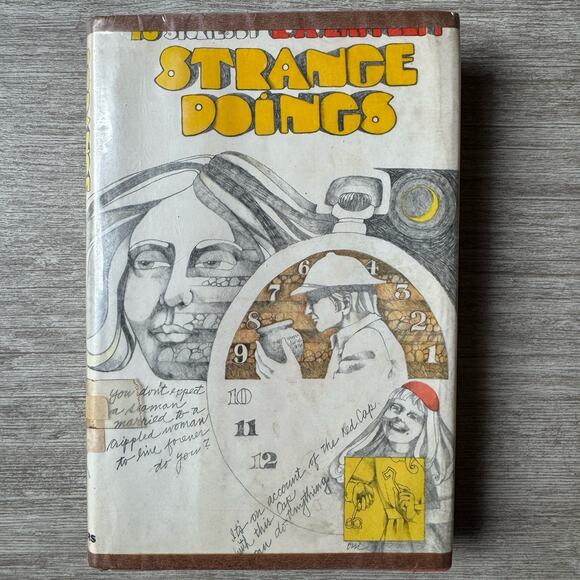 STRANGE
DOiNGS
6 4
7 3
8 2
9 1
10
11
12
You don't expect
a seaman
married to a
crippled woman
to live forever
do you?
It's on account of the Red Cap
with this Cap
can do anything